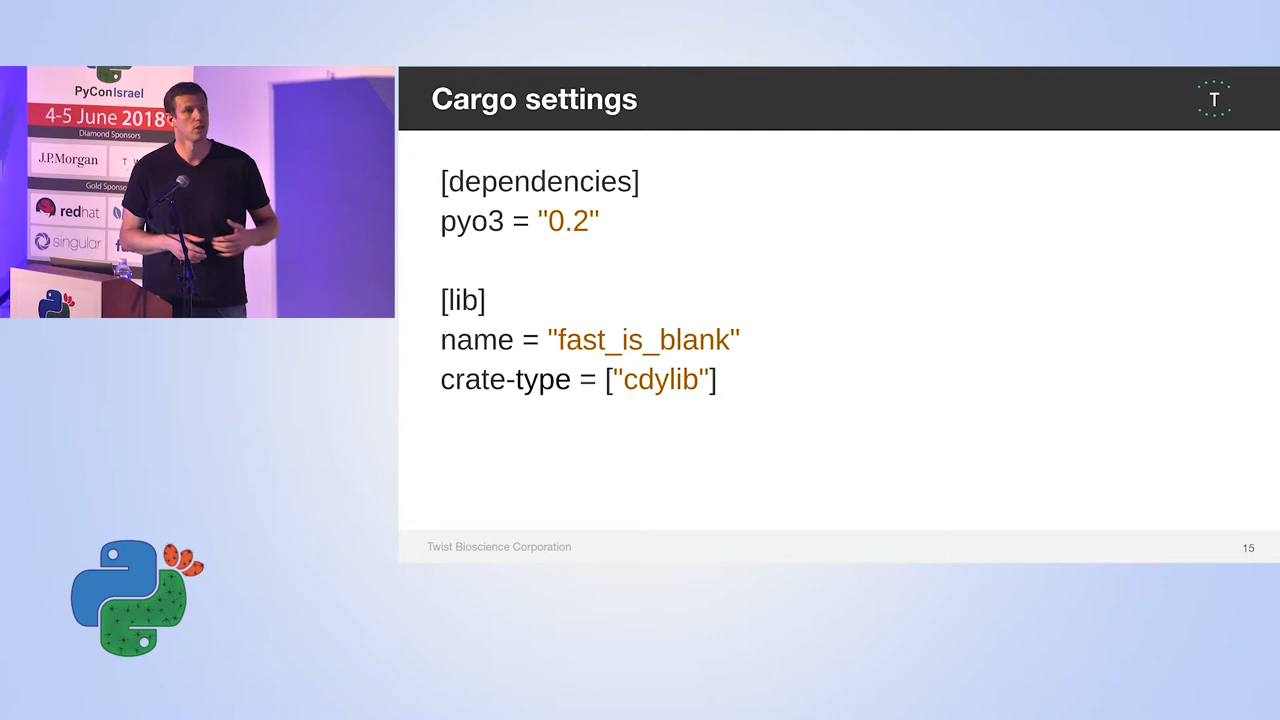 PyConIsrael
4-5 June 2018
Diamond Sponsors
J.P.Morgan
T
Gold Spons
redhat.
singular
Cargo settings
T
[dependencies]
pyo3 = "0.2"
[lib]
name = "fast_is_blank"
crate-type = ["cdylib"]
Twist Bioscience Corporation
15